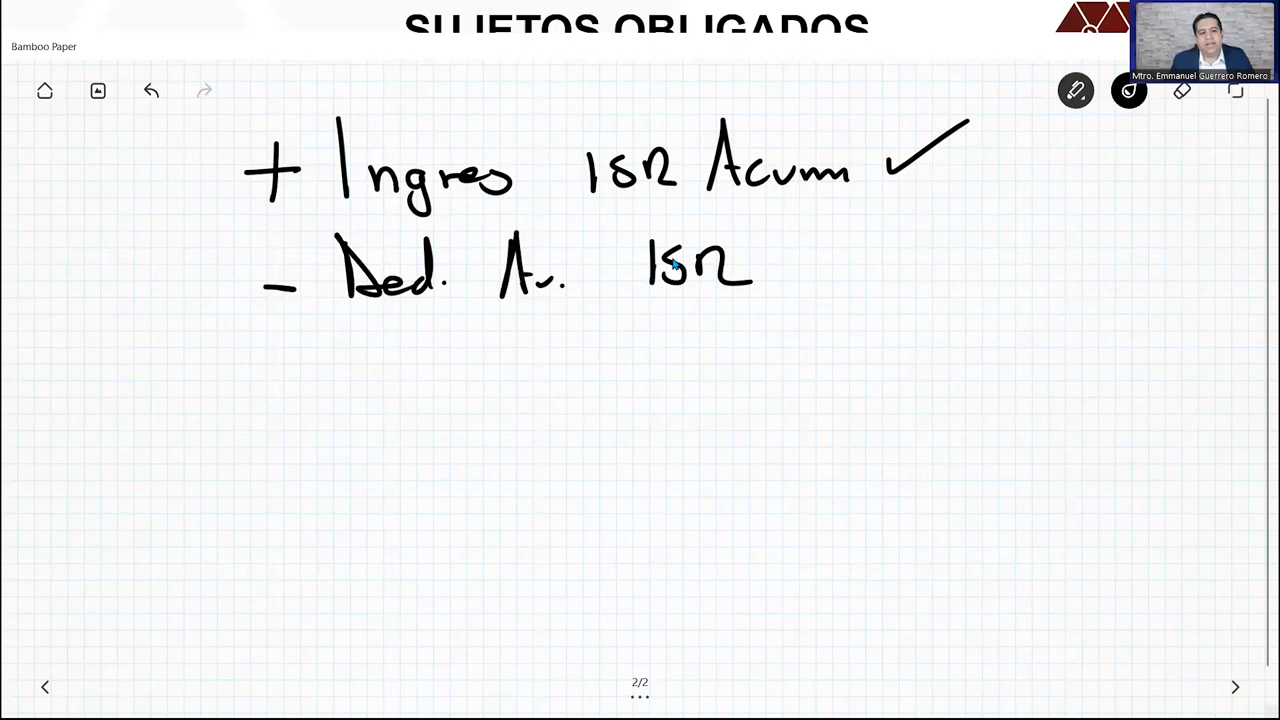 SUJETOS OBLIGADOS
Bamboo Paper
Mtro. Emmanuel Guerrero Romero
+ Ingres ISR Acum ✓
- Ded. Au. ISR
2/2